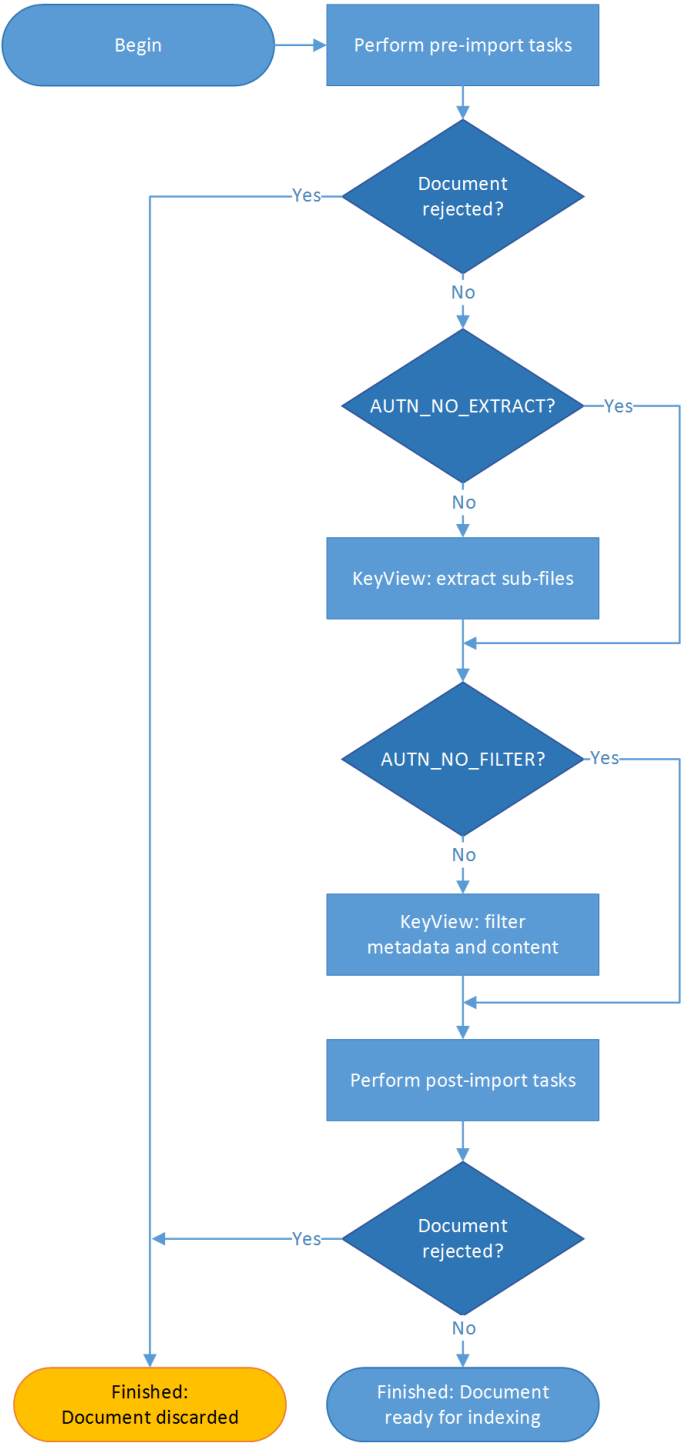 Begin
Perform pre-import tasks
Document
rejected?
Yes
No
AUTN_NO_EXTRACT?
Yes
No
KeyView: extract sub-files
AUTN_NO_FILTER?
Yes
No
KeyView: filter
metadata and content
Perform post-import tasks
Document
rejected?
Yes
No
Finished:
Document discarded
Finished: Document
ready for indexing